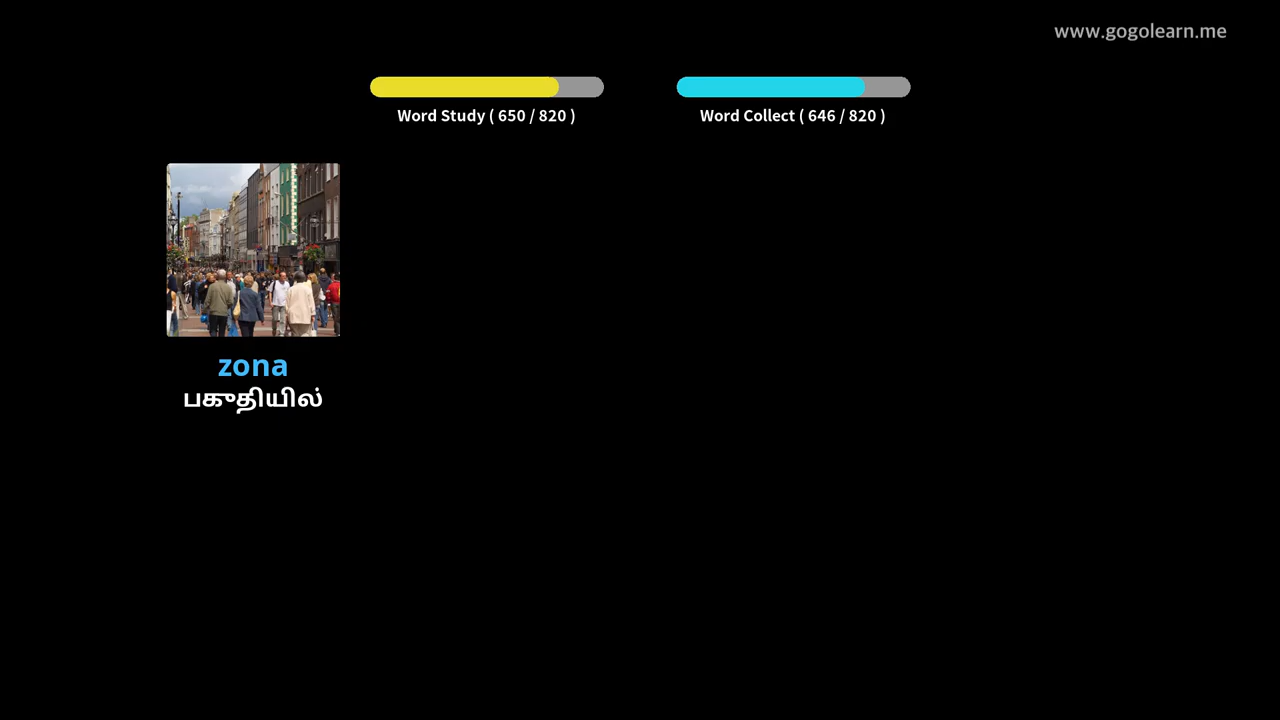 www.gogolearn.me
Word Study ( 650 / 820 )
Word Collect ( 646 / 820 )
zona
பகுதியில்